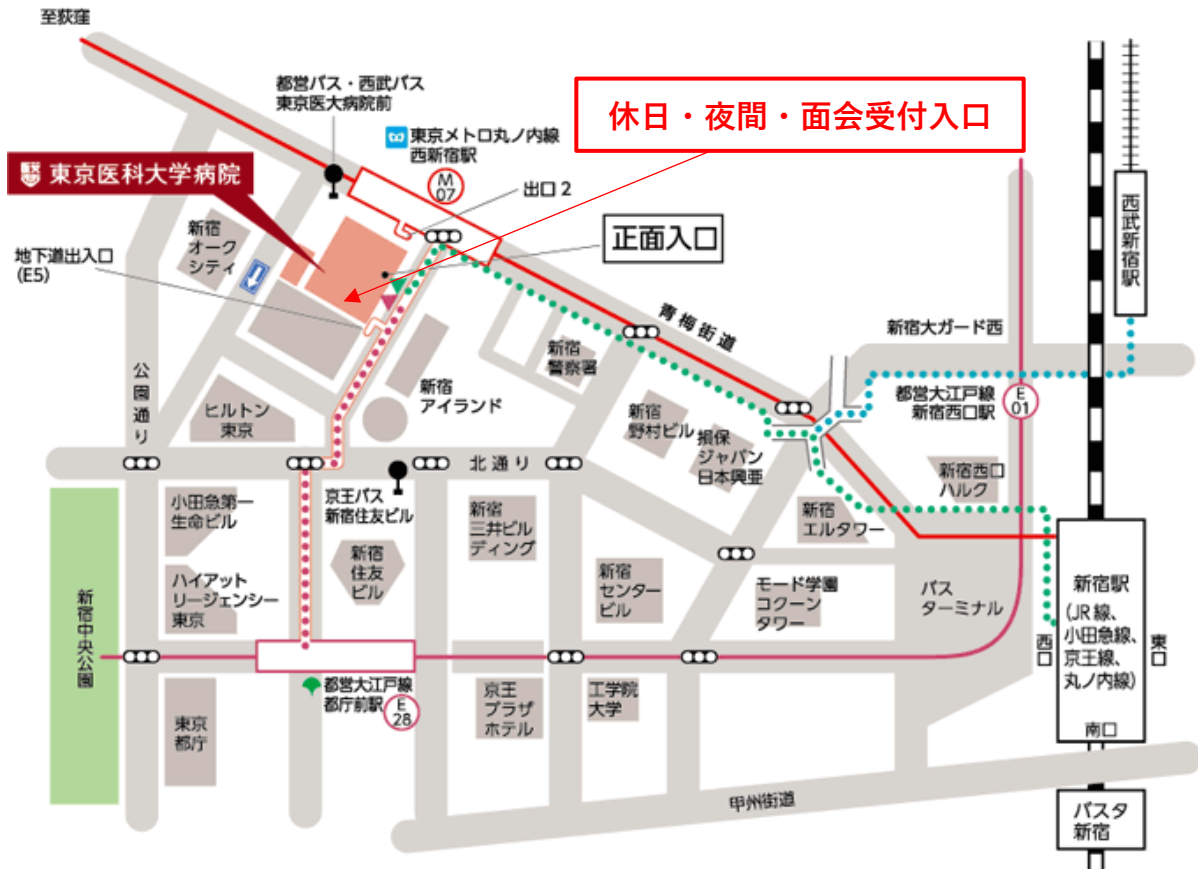 至荻窪
都営バス・西武バス
東京医大病院前
休日・夜間・面会受付入口
東京メトロ丸ノ内線
西新宿駅
M
07
東京医科大学病院
出口2
西武新宿駅
正面入口
新宿
オーク
シティ
地下道出入口
(E5)
青梅街道
新宿大ガード西
新宿
警察署
公園通り
新宿
アイランド
都営大江戸線
新宿西口駅
E
01
ヒルトン
東京
新宿
野村ビル
損保
ジャパン
日本興亜
北通り
新宿西口
ハルク
小田急第一
生命ビル
京王バス
新宿住友ビル
新宿
三井ビル
ディング
新宿
エルタワー
新宿
住友
ビル
新宿
センター
ビル
モード学園
コクーン
タワー
バス
ターミナル
新宿駅
(JR線、
小田急線、
京王線、
丸ノ内線)
西口
東口
南口
ハイアット
リージェンシー
東京
新宿中央公園
都営大江戸線
都庁前駅
E
28
京王
プラザ
ホテル
工学院
大学
東京
都庁
甲州街道
バスタ
新宿